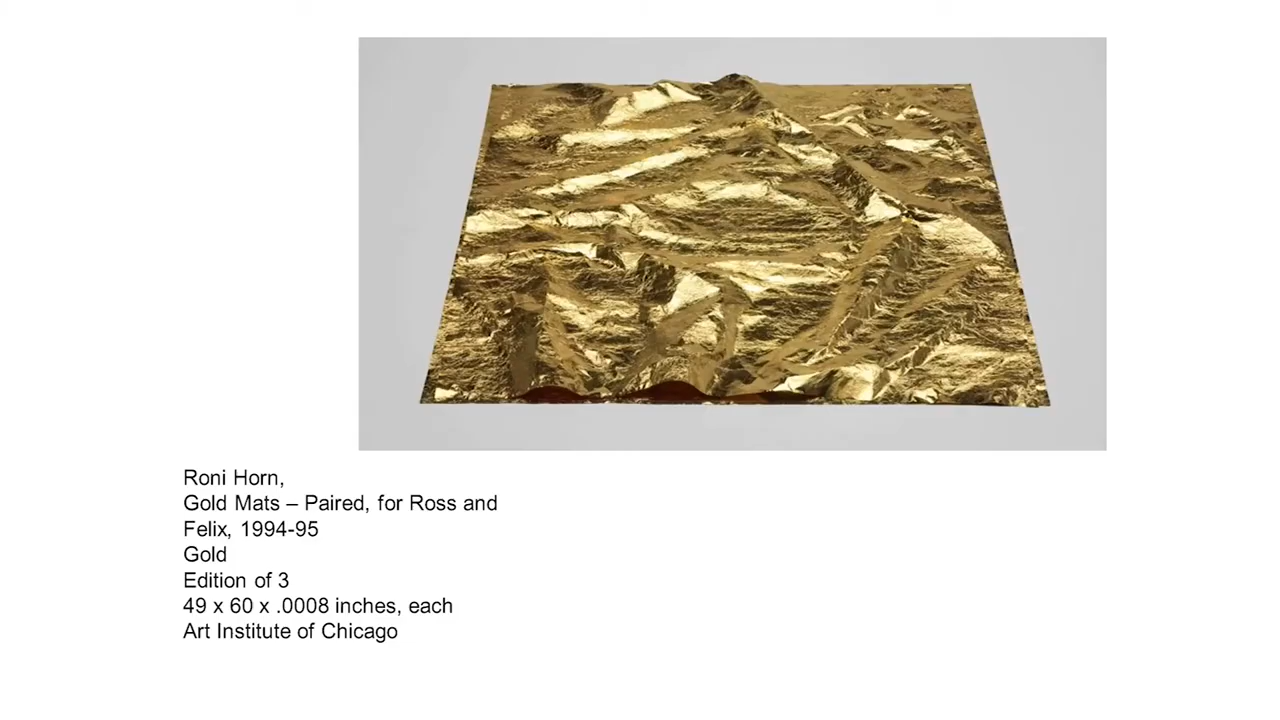 Roni Horn,
Gold Mats – Paired, for Ross and
Felix, 1994-95
Gold
Edition of 3
49 x 60 x .0008 inches, each
Art Institute of Chicago